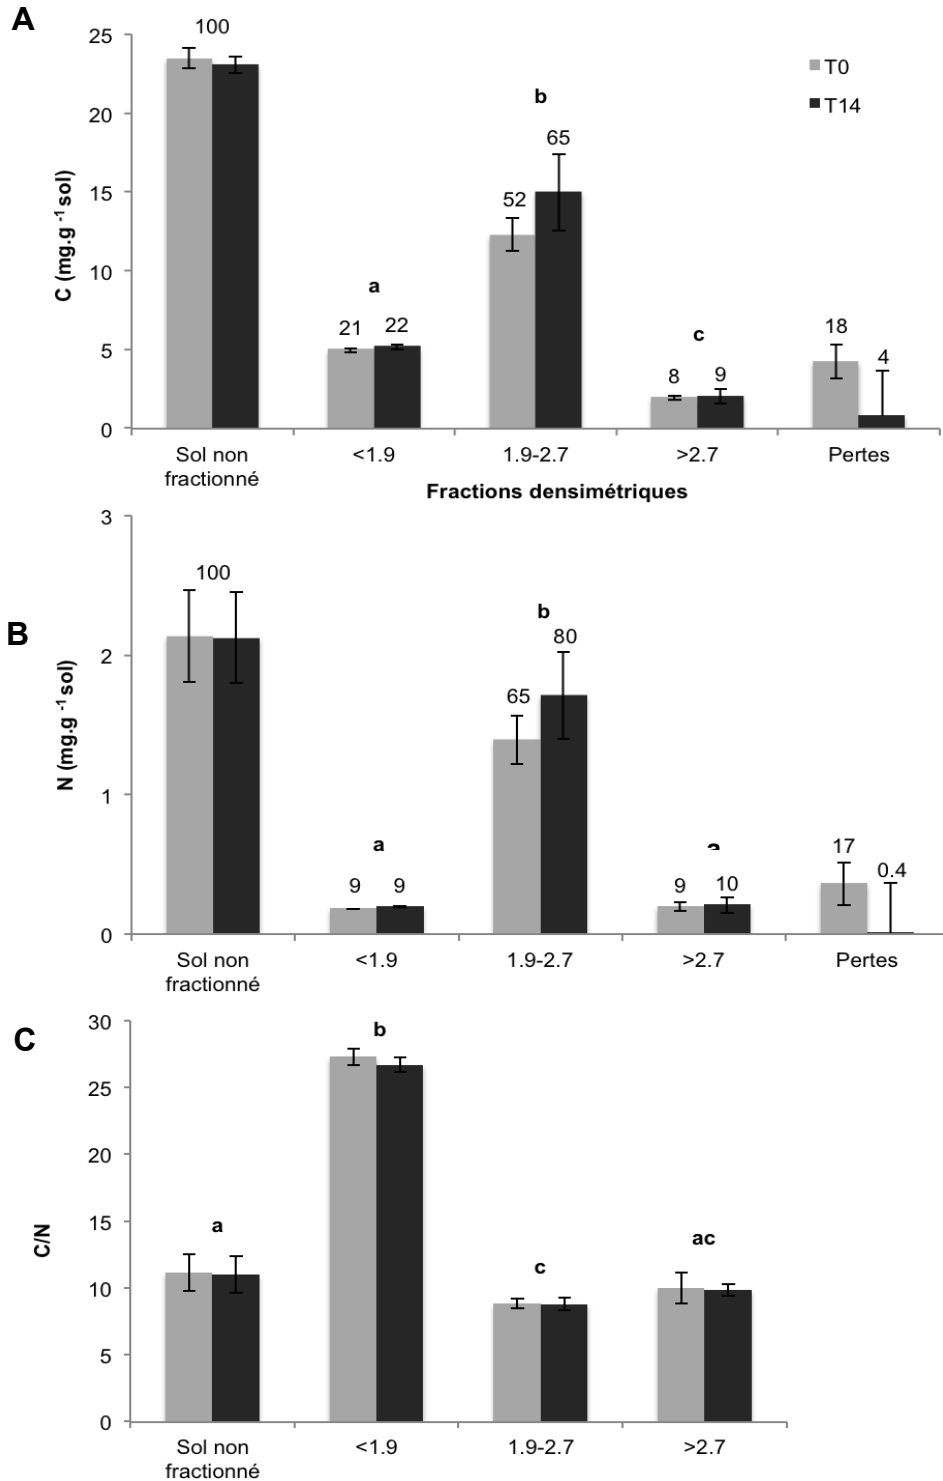 A
100
25
20
15
10
5
0
C (mg.g -1 sol)
T0
T14
b
65
52
a
21
22
c
8
9
18
4
Sol non
fractionné
<1.9
1.9-2.7
>2.7
Pertes
Fractions densimétriques
B
3
2
1
0
N (mg.g -1 sol)
100
b
80
65
a
9
9
a
9
10
17
0.4
Sol non
fractionné
<1.9
1.9-2.7
>2.7
Pertes
C
30
25
20
15
10
5
0
C/N
a
b
c
ac
Sol non
fractionné
<1.9
1.9-2.7
>2.7